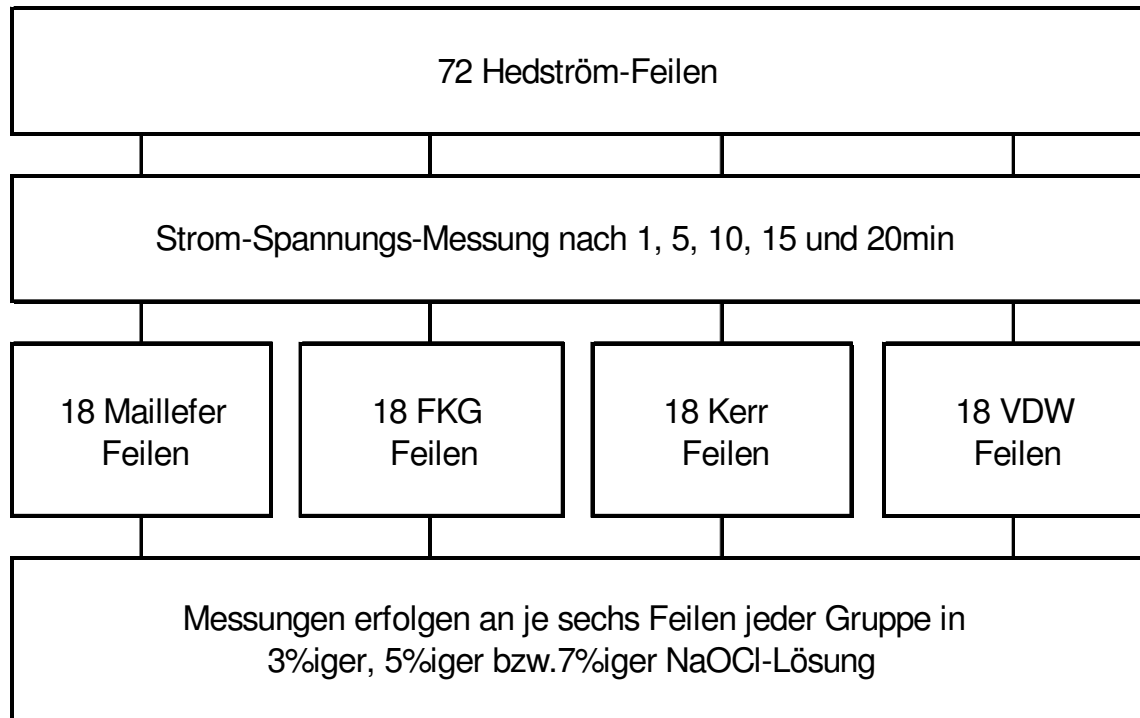 72 Hedström-Feilen
Strom-Spannungs-Messung nach 1, 5, 10, 15 und 20min
18 Maillefer
Feilen
18 FKG
Feilen
18 Kerr
Feilen
18 VDW
Feilen
Messungen erfolgen an je sechs Feilen jeder Gruppe in
3%iger, 5%iger bzw.7%iger NaOCl-Lösung